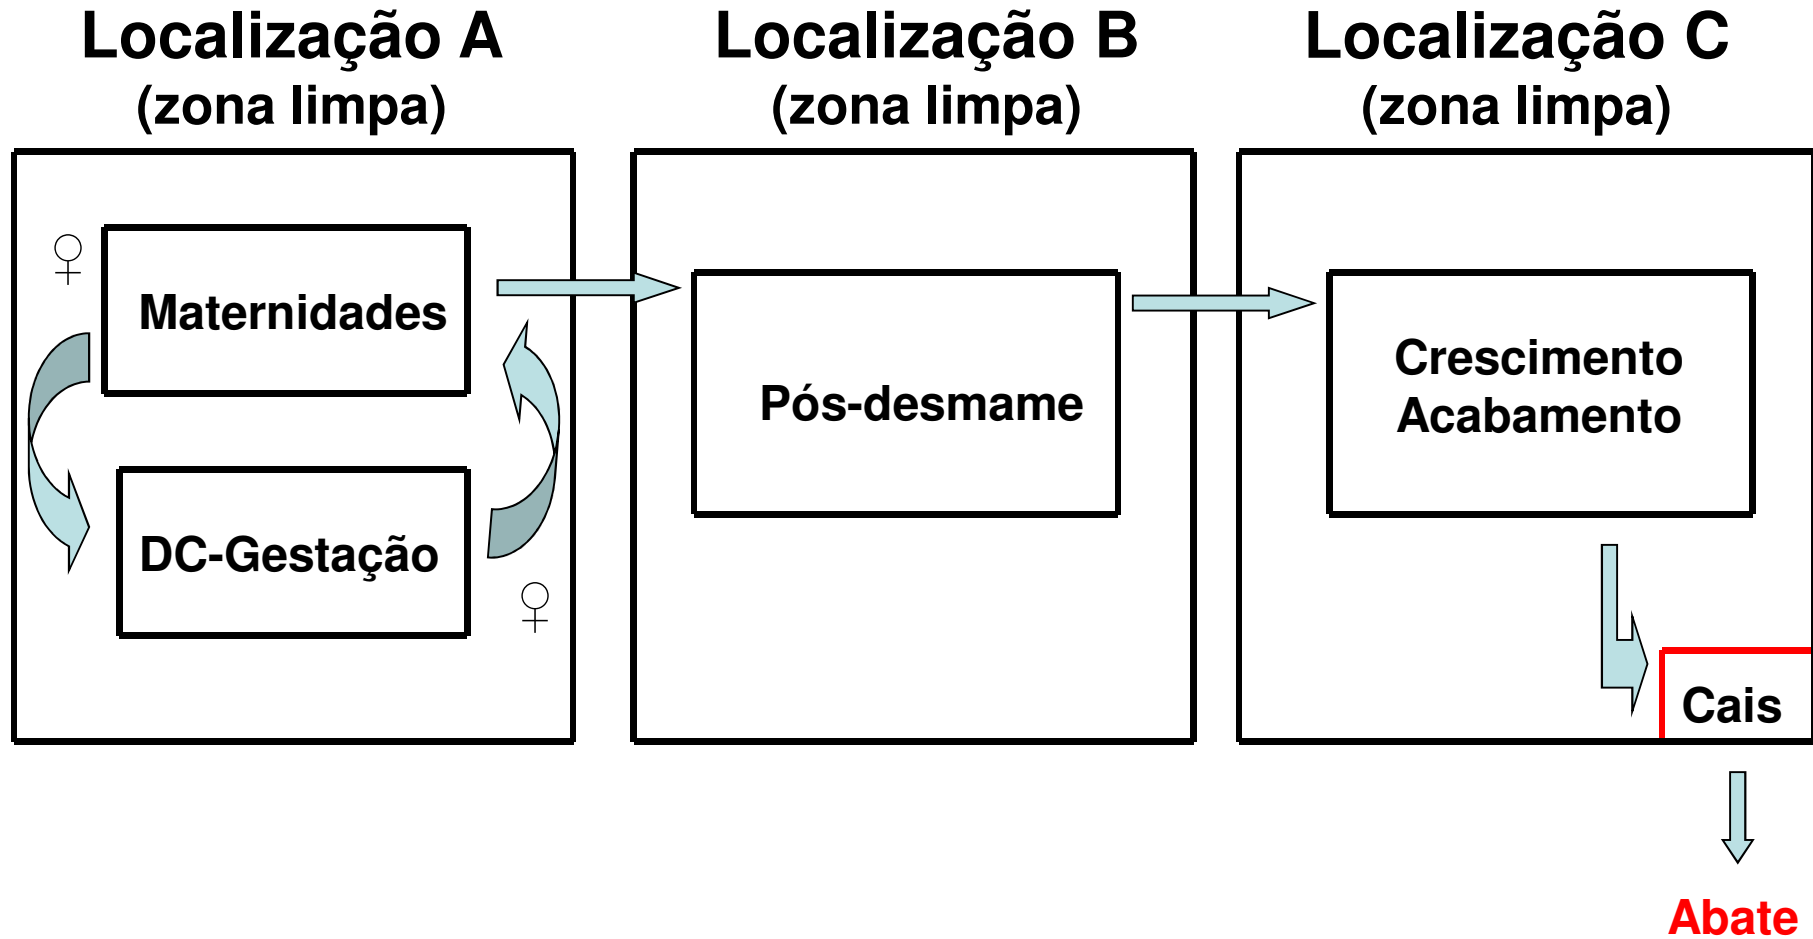 Localização A
(zona limpa)
Localização B
(zona limpa)
Localização C
(zona limpa)
♀
Maternidades
DC-Gestação
♀
Pós-desmame
Crescimento
Acabamento
Cais
Abate